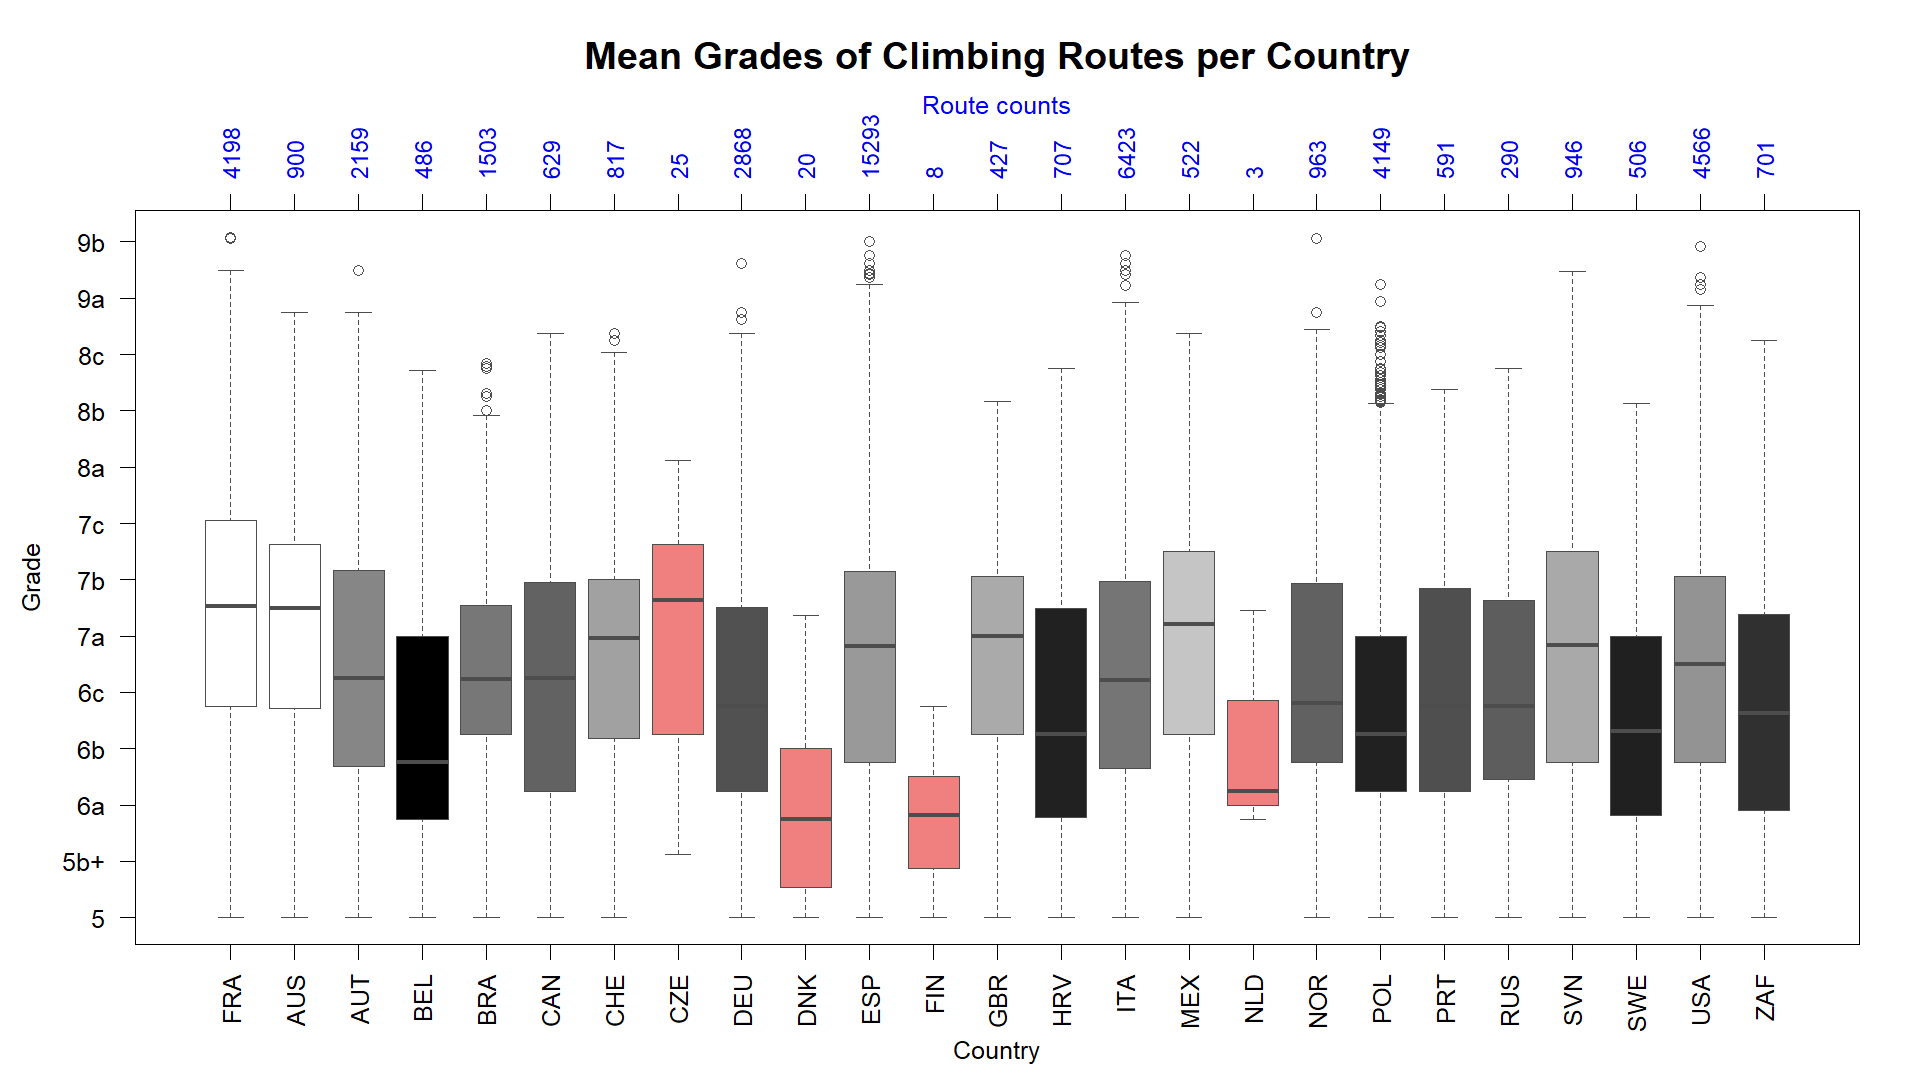 Mean Grades of Climbing Routes per Country
Route counts
4198 900 2159 486 1503 629 817 25 2868 20 15293 8 427 707 6423 522 3 963 4149 591 290 946 506 4566 701
9b
9a
8c
8b
8a
7c
7b
7a
6c
6b
6a
5b+
5
Grade
FRA AUS AUT BEL BRA CAN CHE CZE DEU DNK ESP FIN GBR HRV ITA MEX NLD NOR POL PRT RUS SVN SWE USA ZAF
Country